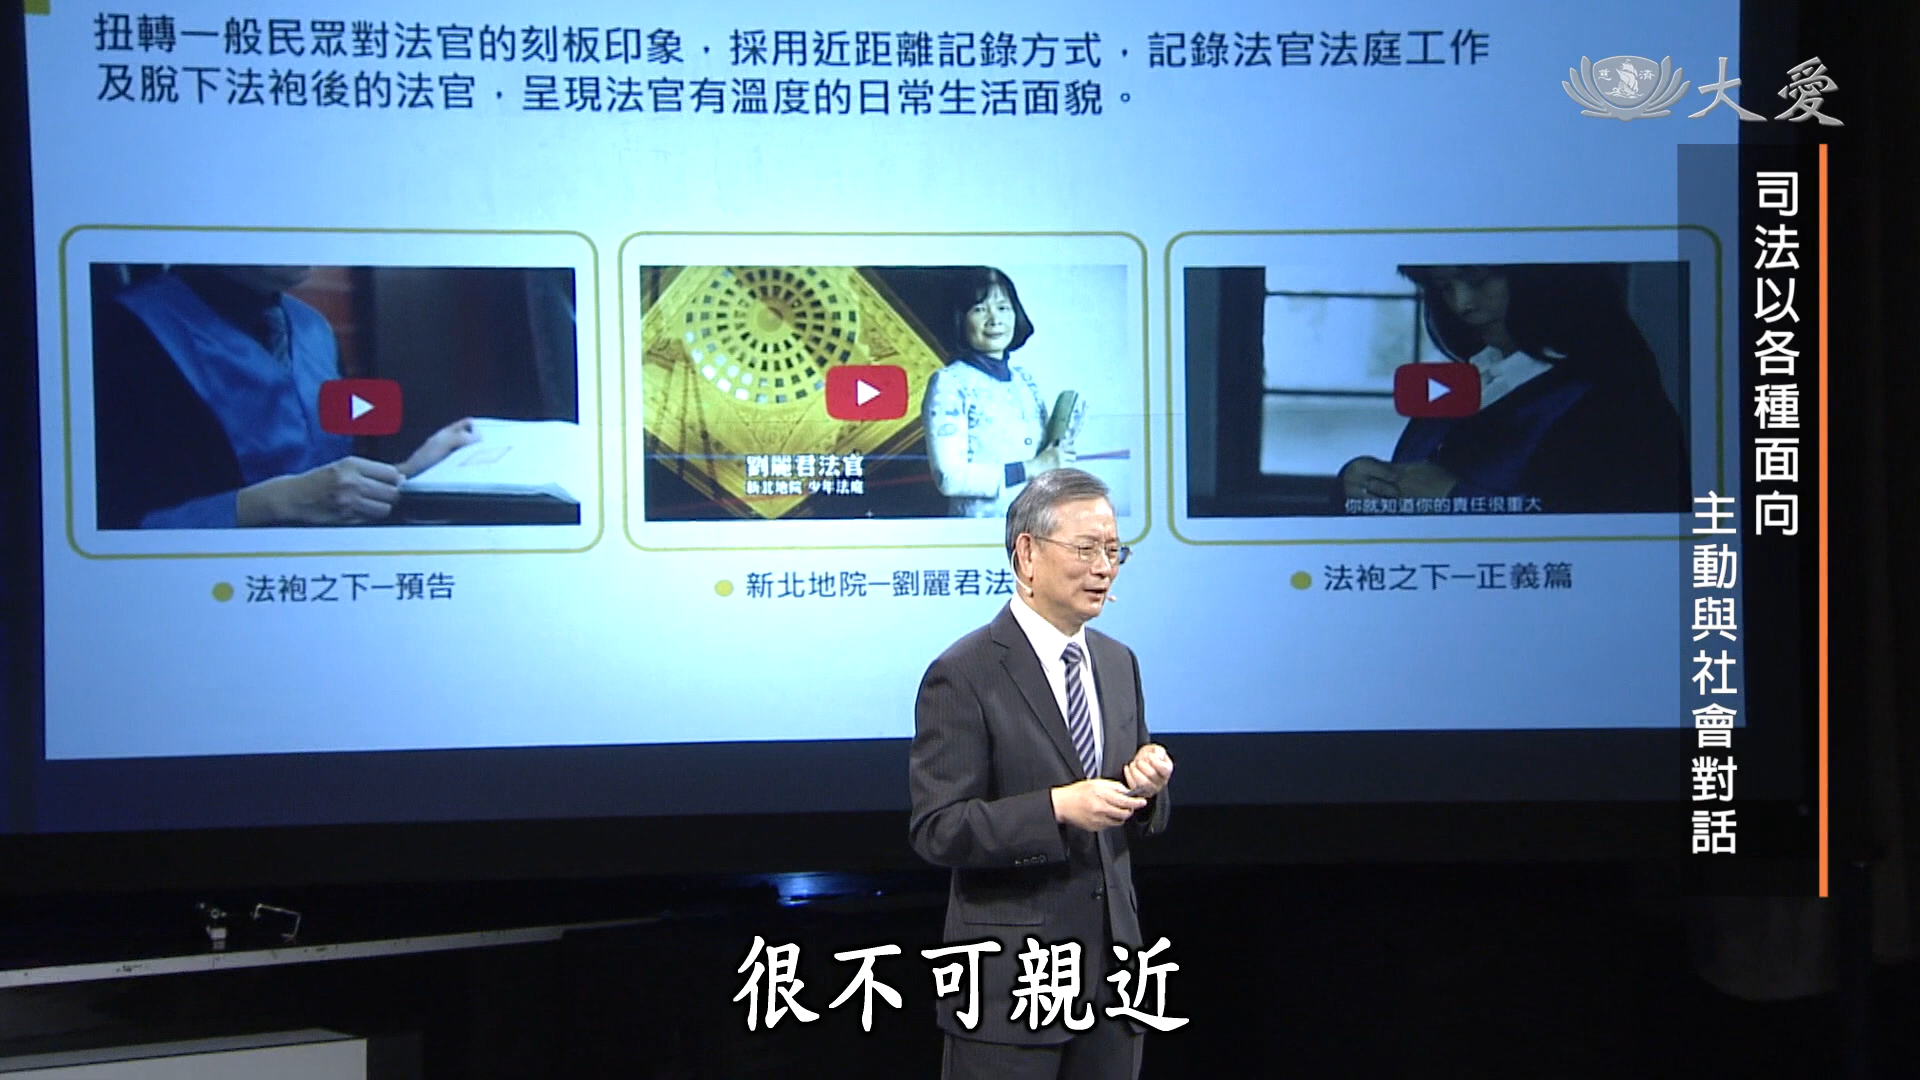 扭轉一般民眾對法官的刻板印象，採用近距離記錄方式，記錄法官法庭工作
及脫下法袍後的法官，呈現法官有溫度的日常生活面貌。
慈濟
大愛
司法以各種面向
主動與社會對話
劉麗君法官
新北地院 少年法庭
你就知道你的責任很重大
法袍之下—預告
新北地院—劉麗君法
法袍之下—正義篇
很不可親近